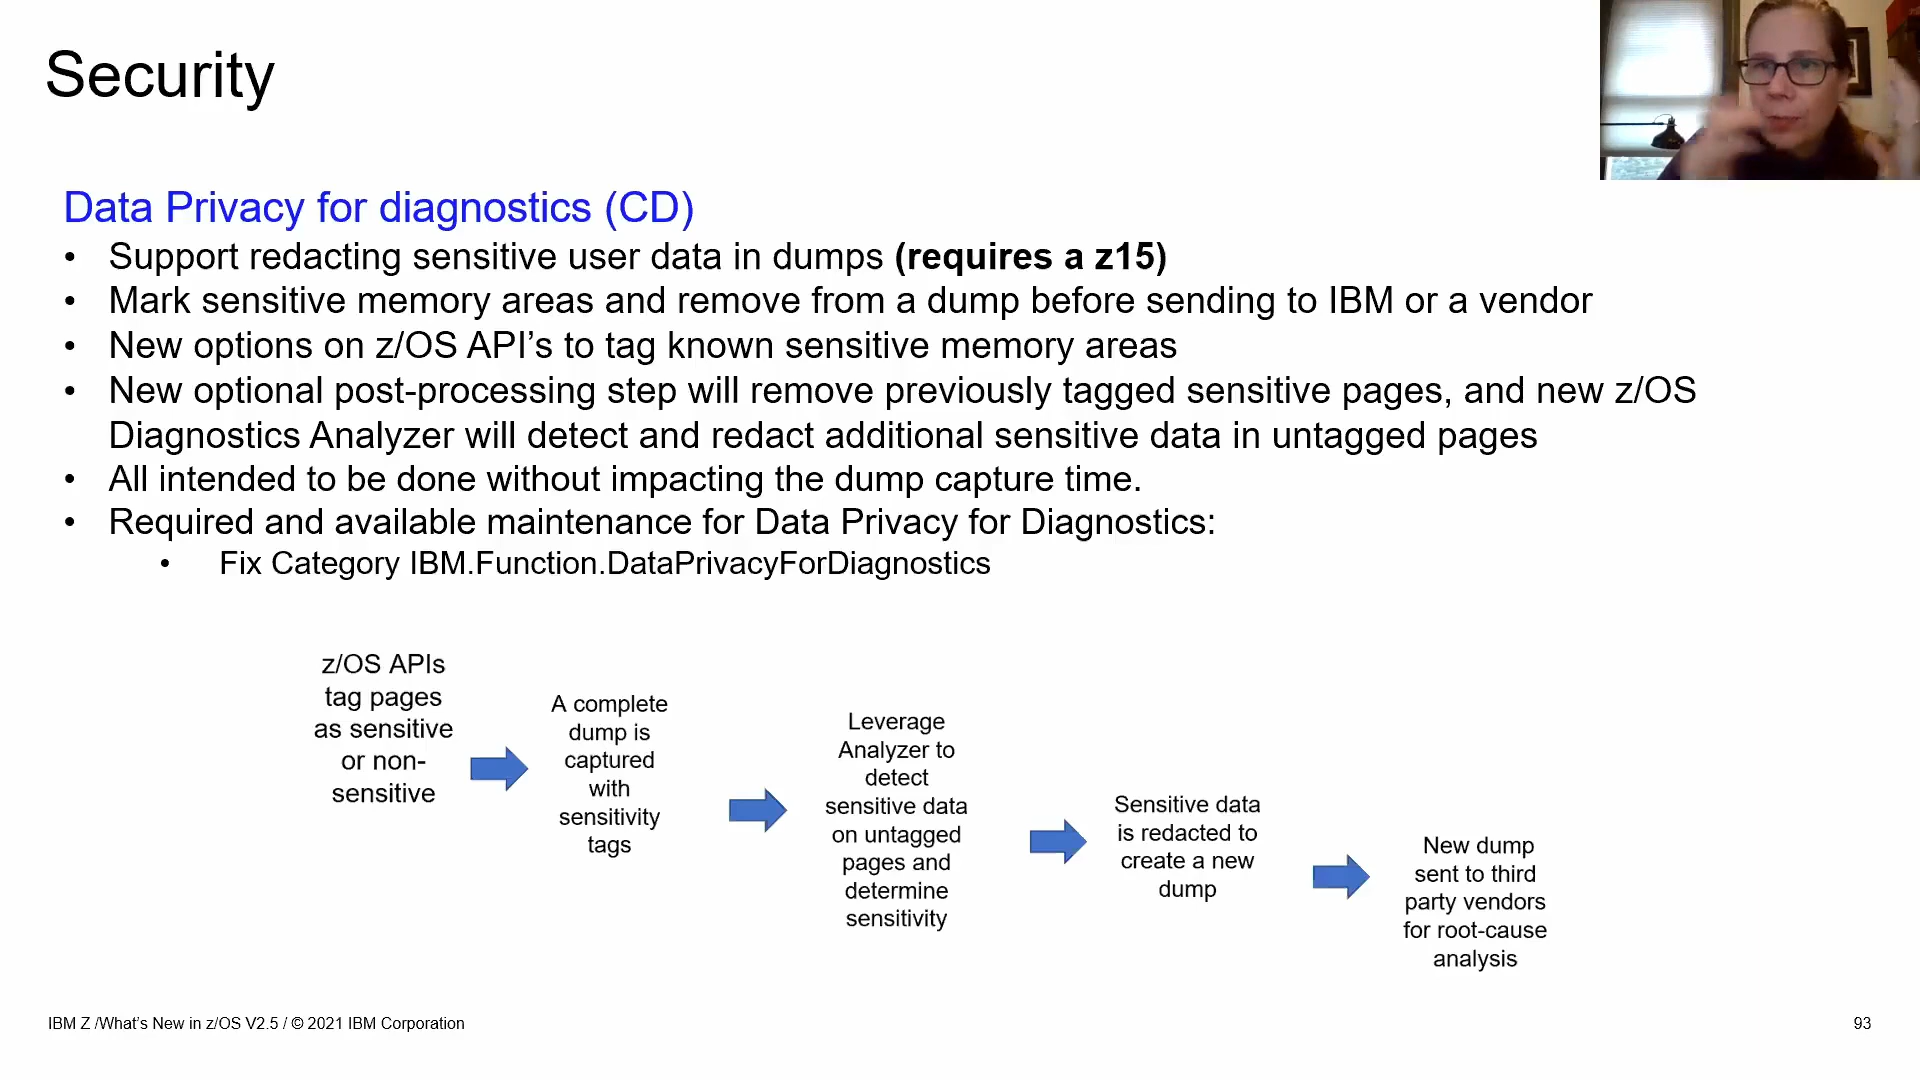 Security
Data Privacy for diagnostics (CD)
• Support redacting sensitive user data in dumps (requires a z15)
• Mark sensitive memory areas and remove from a dump before sending to IBM or a vendor
• New options on z/OS API’s to tag known sensitive memory areas
• New optional post-processing step will remove previously tagged sensitive pages, and new z/OS
Diagnostics Analyzer will detect and redact additional sensitive data in untagged pages
• All intended to be done without impacting the dump capture time.
• Required and available maintenance for Data Privacy for Diagnostics:
• Fix Category IBM.Function.DataPrivacyForDiagnostics
z/OS APIs
tag pages
as sensitive
or non-
sensitive
A complete
dump is
captured
with
sensitivity
tags
Leverage
Analyzer to
detect
sensitive data
on untagged
pages and
determine
sensitivity
Sensitive data
is redacted to
create a new
dump
New dump
sent to third
party vendors
for root-cause
analysis
IBM Z /What’s New in z/OS V2.5 / © 2021 IBM Corporation
93